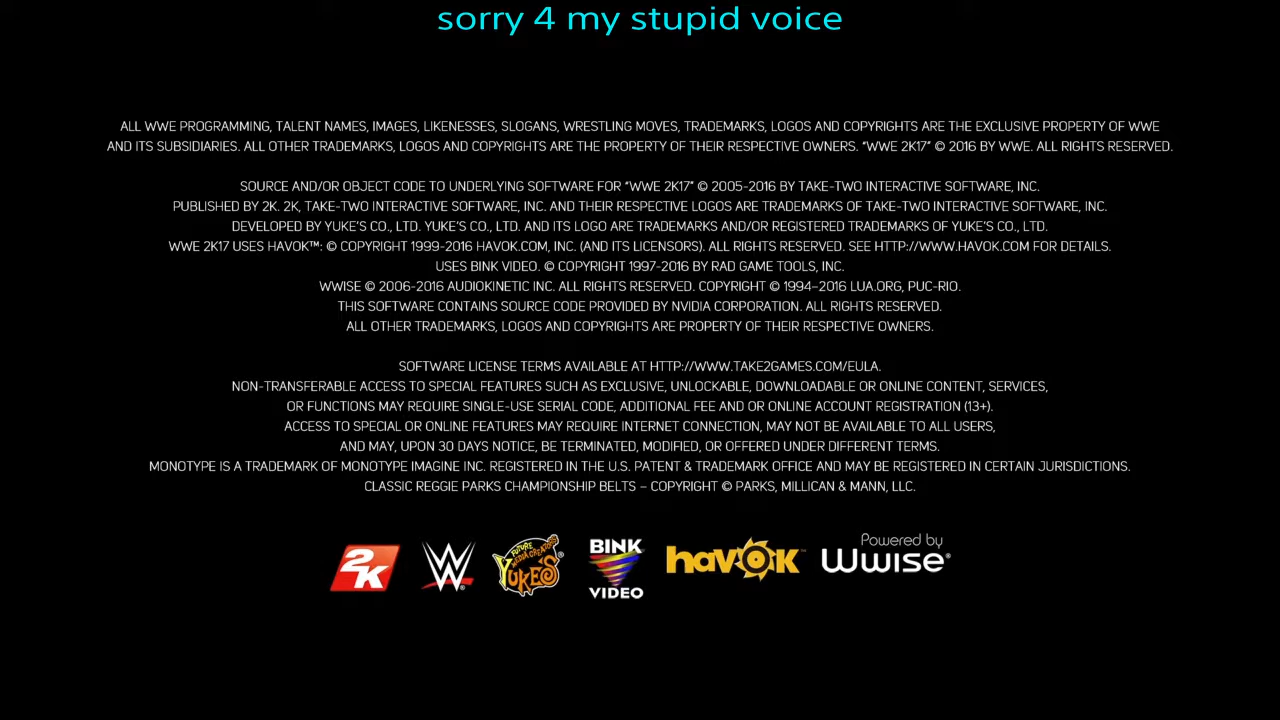 sorry 4 my stupid voice
ALL WWE PROGRAMMING, TALENT NAMES, IMAGES, LIKENESSES, SLOGANS, WRESTLING MOVES, TRADEMARKS, LOGOS AND COPYRIGHTS ARE THE EXCLUSIVE PROPERTY OF WWE
AND ITS SUBSIDIARIES. ALL OTHER TRADEMARKS, LOGOS AND COPYRIGHTS ARE THE PROPERTY OF THEIR RESPECTIVE OWNERS. “WWE 2K17” © 2016 BY WWE. ALL RIGHTS RESERVED.
SOURCE AND/OR OBJECT CODE TO UNDERLYING SOFTWARE FOR “WWE 2K17” © 2005-2016 BY TAKE-TWO INTERACTIVE SOFTWARE, INC.
PUBLISHED BY 2K. 2K, TAKE-TWO INTERACTIVE SOFTWARE, INC. AND THEIR RESPECTIVE LOGOS ARE TRADEMARKS OF TAKE-TWO INTERACTIVE SOFTWARE, INC.
DEVELOPED BY YUKE'S CO., LTD. YUKE'S CO., LTD. AND ITS LOGO ARE TRADEMARKS AND/OR REGISTERED TRADEMARKS OF YUKE'S CO., LTD.
WWE 2K17 USES HAVOK™: © COPYRIGHT 1999-2016 HAVOK.COM, INC. (AND ITS LICENSORS). ALL RIGHTS RESERVED. SEE HTTP://WWW.HAVOK.COM FOR DETAILS.
USES BINK VIDEO. © COPYRIGHT 1997-2016 BY RAD GAME TOOLS, INC.
WWISE © 2006-2016 AUDIOKINETIC INC. ALL RIGHTS RESERVED. COPYRIGHT © 1994–2016 LUA.ORG, PUC-RIO.
THIS SOFTWARE CONTAINS SOURCE CODE PROVIDED BY NVIDIA CORPORATION. ALL RIGHTS RESERVED.
ALL OTHER TRADEMARKS, LOGOS AND COPYRIGHTS ARE PROPERTY OF THEIR RESPECTIVE OWNERS.
SOFTWARE LICENSE TERMS AVAILABLE AT HTTP://WWW.TAKE2GAMES.COM/EULA.
NON-TRANSFERABLE ACCESS TO SPECIAL FEATURES SUCH AS EXCLUSIVE, UNLOCKABLE, DOWNLOADABLE OR ONLINE CONTENT, SERVICES,
OR FUNCTIONS MAY REQUIRE SINGLE-USE SERIAL CODE, ADDITIONAL FEE AND OR ONLINE ACCOUNT REGISTRATION (13+).
ACCESS TO SPECIAL OR ONLINE FEATURES MAY REQUIRE INTERNET CONNECTION, MAY NOT BE AVAILABLE TO ALL USERS,
AND MAY, UPON 30 DAYS NOTICE, BE TERMINATED, MODIFIED, OR OFFERED UNDER DIFFERENT TERMS.
MONOTYPE IS A TRADEMARK OF MONOTYPE IMAGINE INC. REGISTERED IN THE U.S. PATENT & TRADEMARK OFFICE AND MAY BE REGISTERED IN CERTAIN JURISDICTIONS.
CLASSIC REGGIE PARKS CHAMPIONSHIP BELTS – COPYRIGHT © PARKS, MILLICAN & MANN, LLC.
2K W FUTURE MEDIA CREATORS YUKE'S® BINK VIDEO havok™ Powered by Wwise®